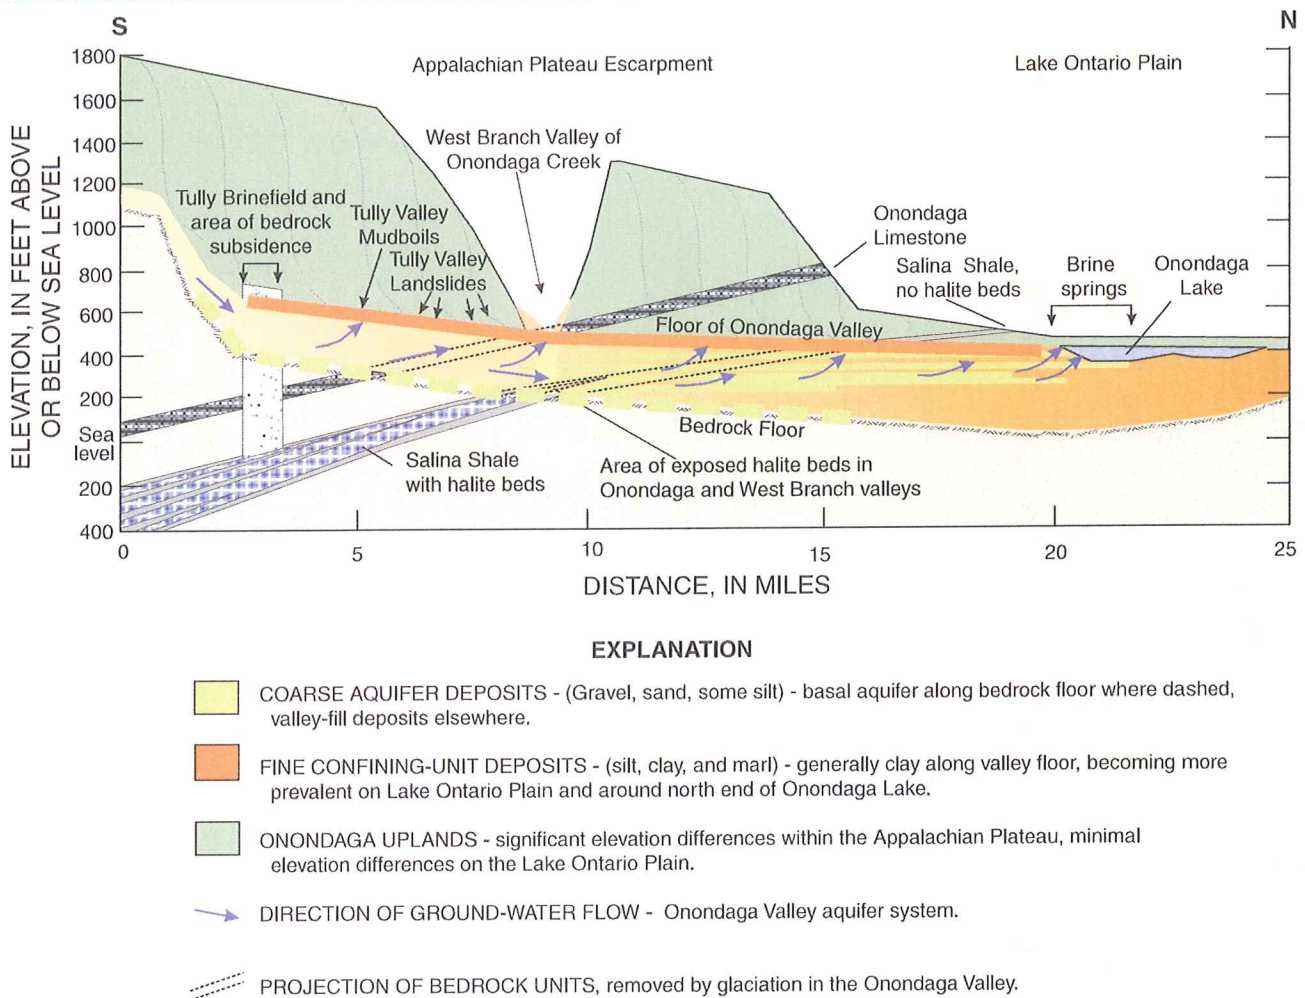 S
N
1800
1600
1400
1200
1000
800
600
400
200
Sea
level
200
400
ELEVATION, IN FEET ABOVE
OR BELOW SEA LEVEL
Appalachian Plateau Escarpment
Lake Ontario Plain
West Branch Valley of
Onondaga Creek
Tully Brinefield and
area of bedrock
subsidence
Tully Valley
Mudboils
Tully Valley
Landslides
Onondaga
Limestone
Salina Shale,
no halite beds
Brine
springs
Onondaga
Lake
Floor of Onondaga Valley
Bedrock Floor
Salina Shale
with halite beds
Area of exposed halite beds in
Onondaga and West Branch valleys
0
5
10
15
20
25
DISTANCE, IN MILES
EXPLANATION
COARSE AQUIFER DEPOSITS - (Gravel, sand, some silt) - basal aquifer along bedrock floor where dashed,
valley-fill deposits elsewhere.
FINE CONFINING-UNIT DEPOSITS - (silt, clay, and marl) - generally clay along valley floor, becoming more
prevalent on Lake Ontario Plain and around north end of Onondaga Lake.
ONONDAGA UPLANDS - significant elevation differences within the Appalachian Plateau, minimal
elevation differences on the Lake Ontario Plain.
DIRECTION OF GROUND-WATER FLOW - Onondaga Valley aquifer system.
PROJECTION OF BEDROCK UNITS, removed by glaciation in the Onondaga Valley.